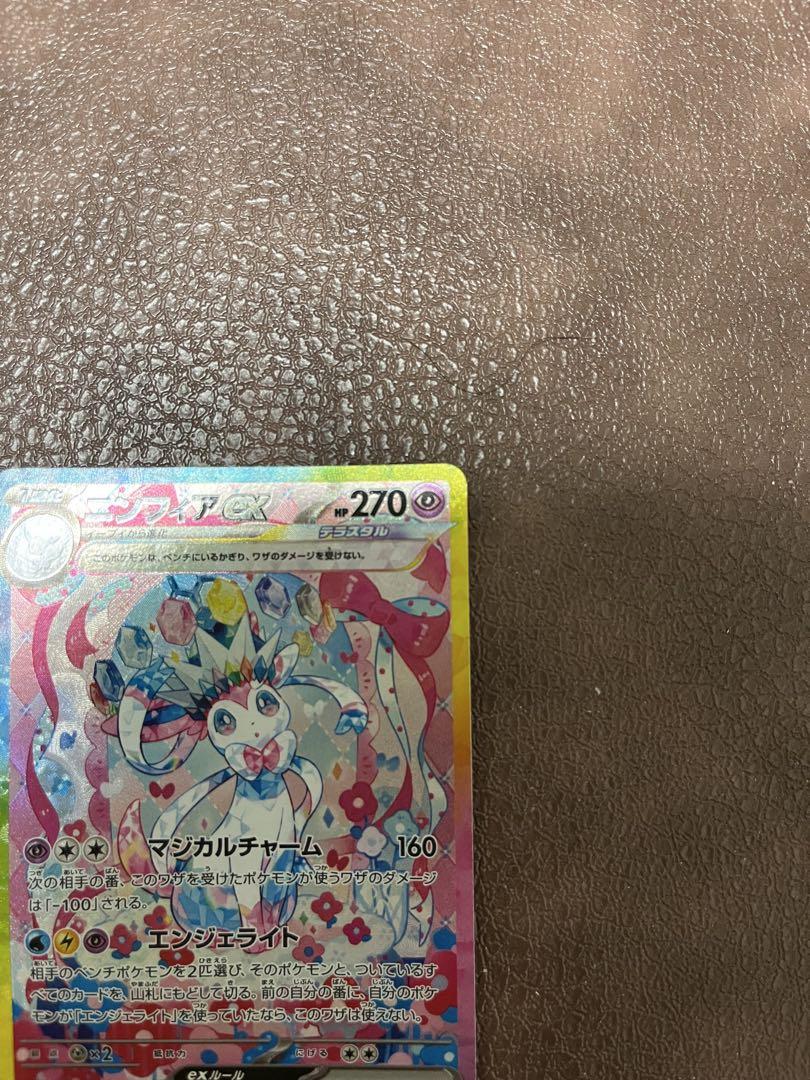 1進化 ニンフィアex HP 270
イーブイから進化 テラスタル
このポケモンは、ベンチにいるかぎり、ワザのダメージを受けない。
マジカルチャーム 160
次の相手の番、このワザを受けたポケモンが使うワザのダメージ
は「-100」される。
エンジェライト
相手のベンチポケモンを2匹選び、そのポケモンと、ついているす
べてのカードを、山札にもどして切る。前の自分の番に、自分のポケ
モンが「エンジェライト」を使っていたなら、このワザは使えない。
弱点 ×2 抵抗力 にげる
exルール